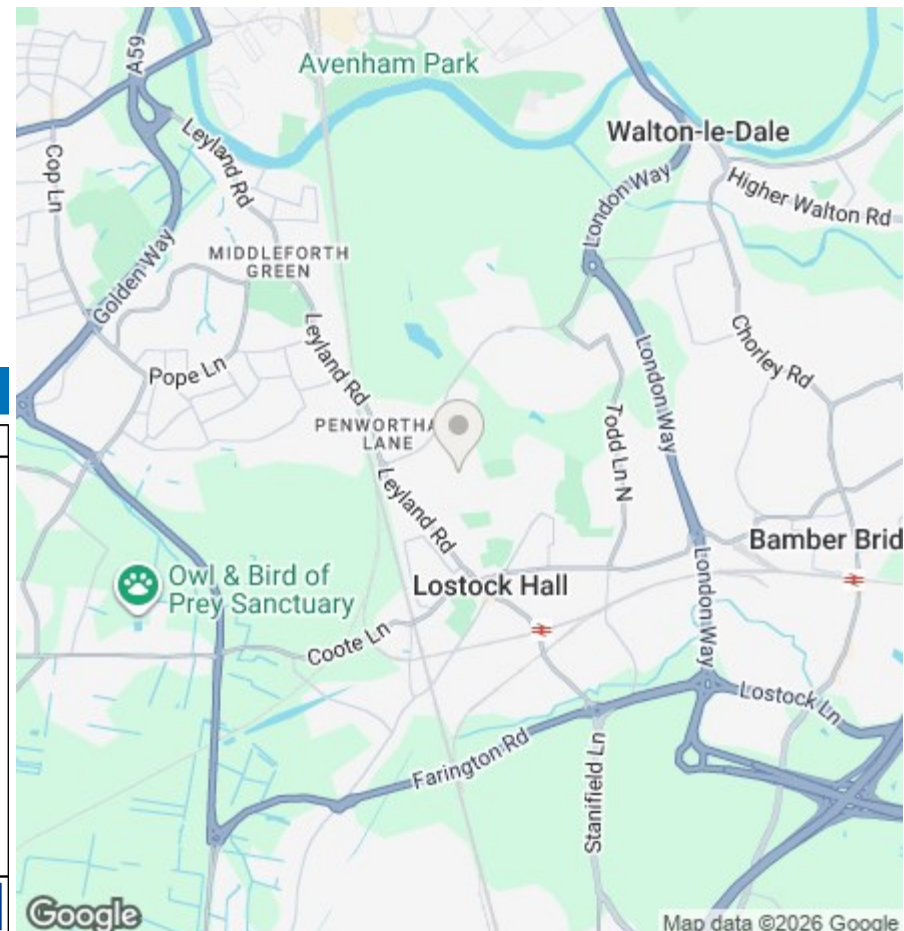 A59
Avenham Park
Walton-le-Dale
Leyland Rd
Cop Ln
London Way
Higher Walton Rd
MIDDLEFORTH
GREEN
Golden Way
Leyland Rd
London Way
Chorley Rd
Pope Ln
PENWORTHA
LANE
Todd Ln N
Leyland Rd
Bamber Brid
Owl & Bird of
Prey Sanctuary
Lostock Hall
London Way
Coote Ln
Lostock Ln
Farington Rd
Stanifield Ln
Google
Map data ©2026 Google